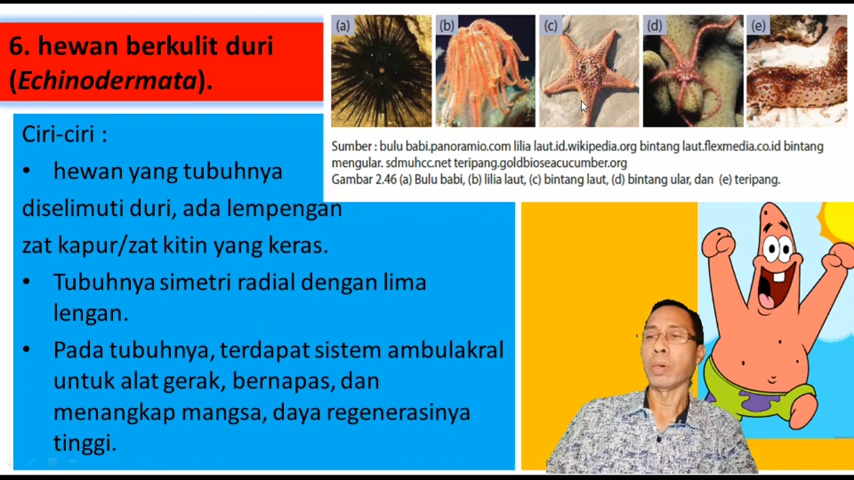 6. hewan berkulit duri
(Echinodermata).
(a)
(b)
(c)
(d)
(e)
Sumber : bulu babi.panoramio.com lilia laut.id.wikipedia.org bintang laut.flexmedia.co.id bintang
mengular. sdmuhcc.net teripang.goldbioseacucumber.org
Gambar 2.46 (a) Bulu babi, (b) lilia laut, (c) bintang laut, (d) bintang ular, dan (e) teripang.
Ciri-ciri :
• hewan yang tubuhnya
diselimuti duri, ada lempengan
zat kapur/zat kitin yang keras.
• Tubuhnya simetri radial dengan lima
lengan.
• Pada tubuhnya, terdapat sistem ambulakral
untuk alat gerak, bernapas, dan
menangkap mangsa, daya regenerasinya
tinggi.